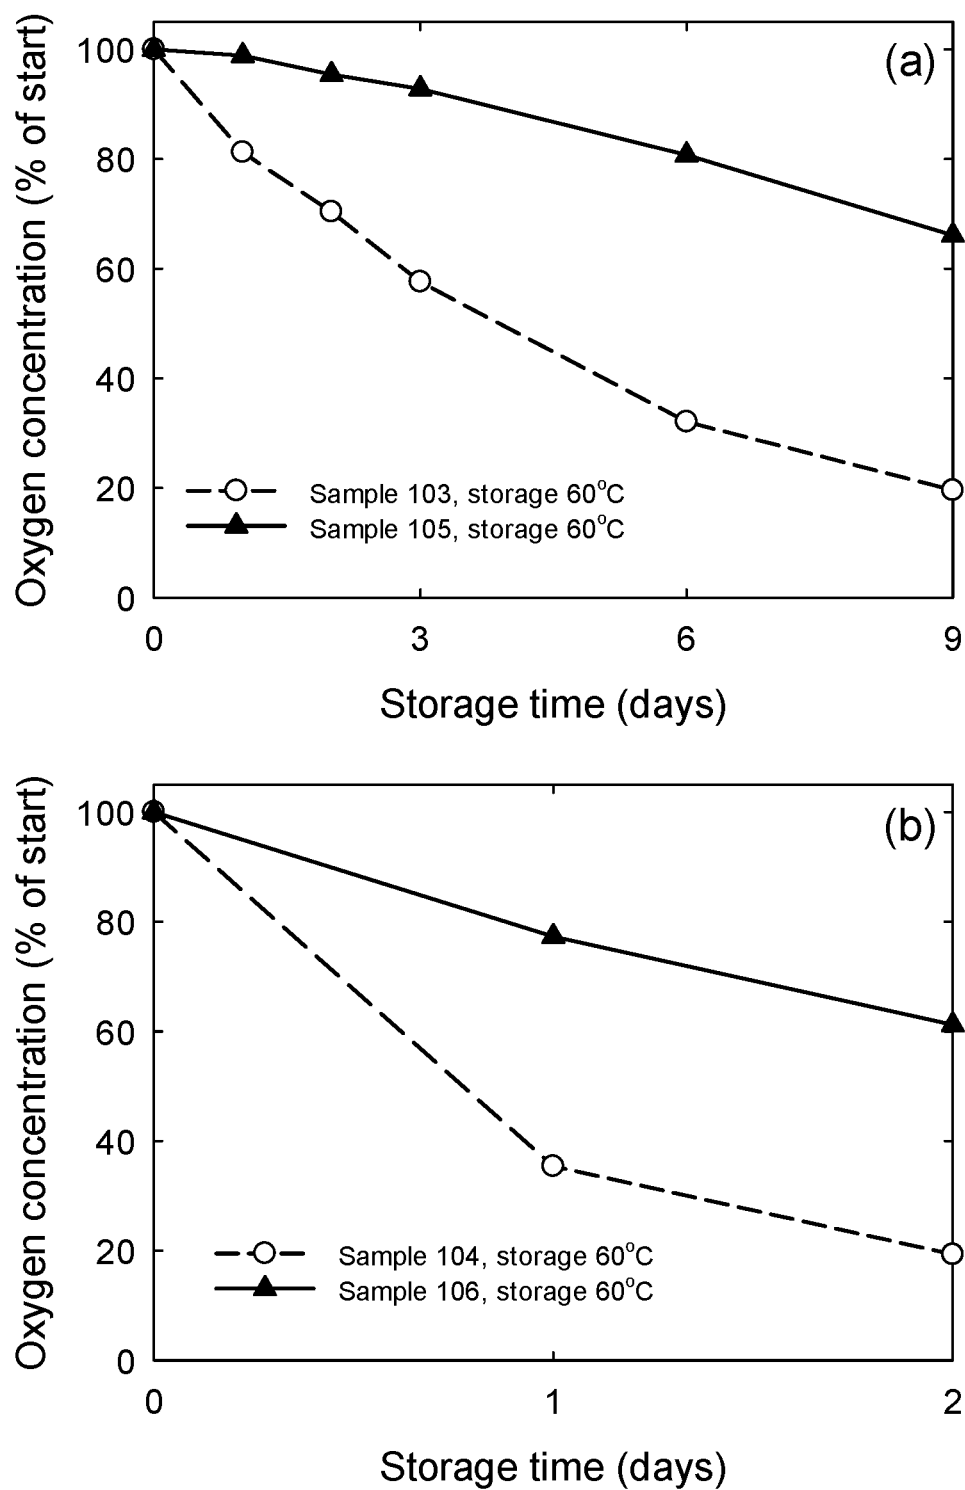 (a)
Oxygen concentration (% of start)
100
80
60
40
20
0
Sample 103, storage 60°C
Sample 105, storage 60°C
0 3 6 9
Storage time (days)
(b)
Oxygen concentration (% of start)
100
80
60
40
20
0
Sample 104, storage 60°C
Sample 106, storage 60°C
0 1 2
Storage time (days)